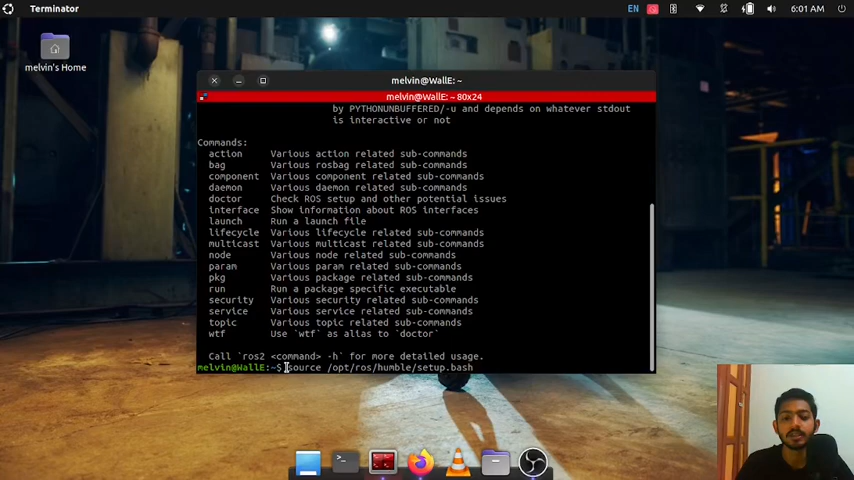 Terminator
EN
6:01 AM
melvin's Home
melvin@WallE: ~
melvin@WallE: ~ 80x24
by PYTHONUNBUFFERED/-u and depends on whatever stdout
is interactive or not
Commands:
action Various action related sub-commands
bag Various rosbag related sub-commands
component Various component related sub-commands
daemon Various daemon related sub-commands
doctor Check ROS setup and other potential issues
interface Show information about ROS interfaces
launch Run a launch file
lifecycle Various lifecycle related sub-commands
multicast Various multicast related sub-commands
node Various node related sub-commands
param Various param related sub-commands
pkg Various package related sub-commands
run Run a package specific executable
security Various security related sub-commands
service Various service related sub-commands
topic Various topic related sub-commands
wtf Use `wtf` as alias to `doctor`
Call `ros2 <command> -h` for more detailed usage.
melvin@WallE:~$ source /opt/ros/humble/setup.bash